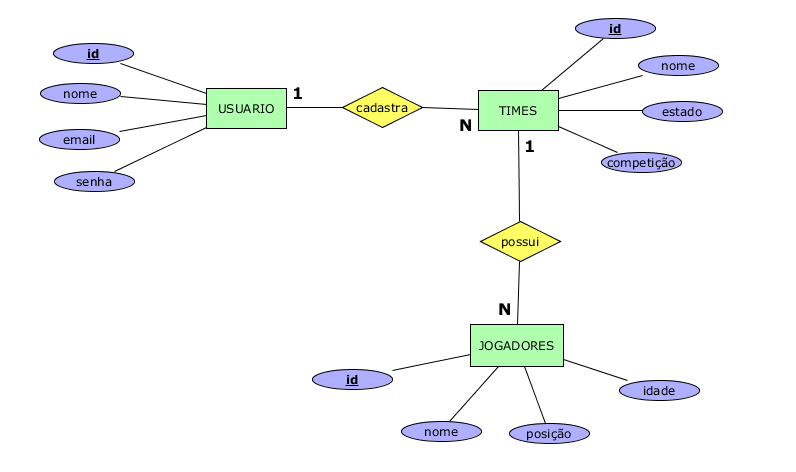 id
nome
email
senha
USUARIO
1
cadastra
N
TIMES
id
nome
estado
competição
1
possui
N
JOGADORES
id
nome
posição
idade